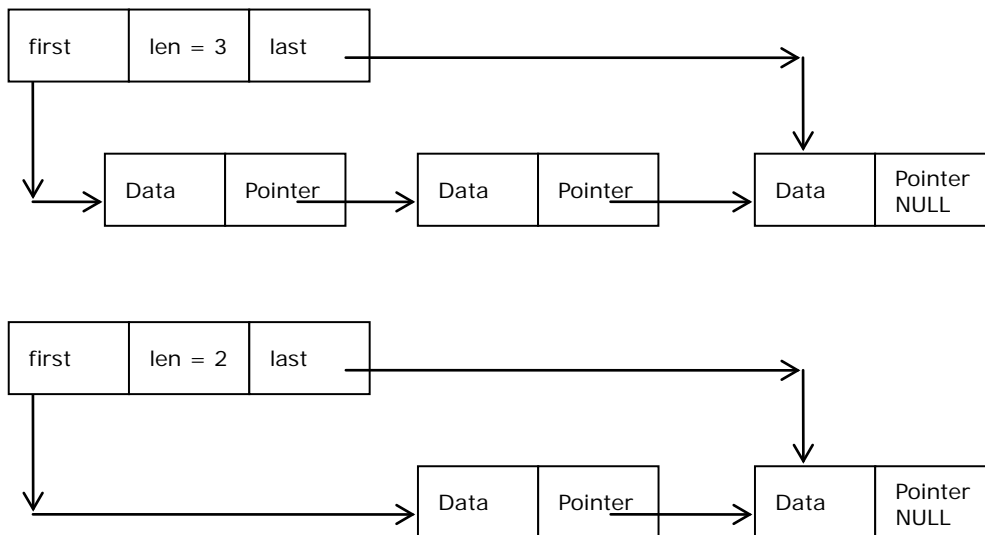 first len = 3 last
Data Pointer Data Pointer Data Pointer
NULL
first len = 2 last
Data Pointer Data Pointer
NULL